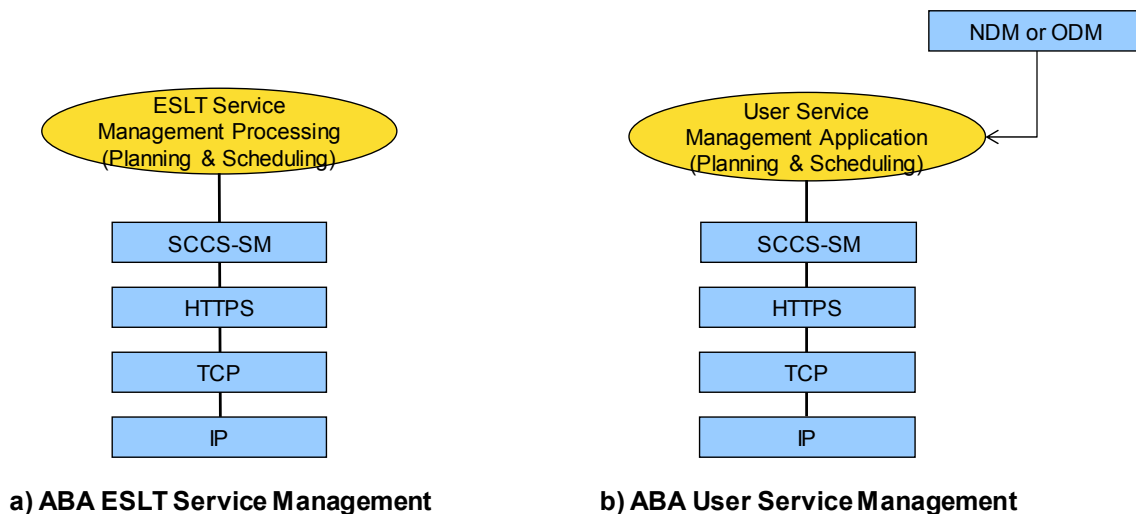 NDM or ODM
ESLT Service
Management Processing
(Planning & Scheduling)
SCCS-SM
HTTPS
TCP
IP
a) ABA ESLT Service Management
User Service
Management Application
(Planning & Scheduling)
SCCS-SM
HTTPS
TCP
IP
b) ABA User Service Management